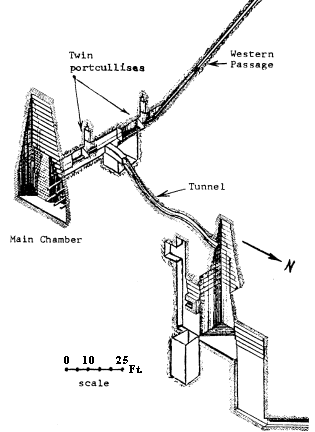 Western
Passage
Twin
portcullises
Tunnel
Main Chamber
N
0 10 25 Ft.
scale